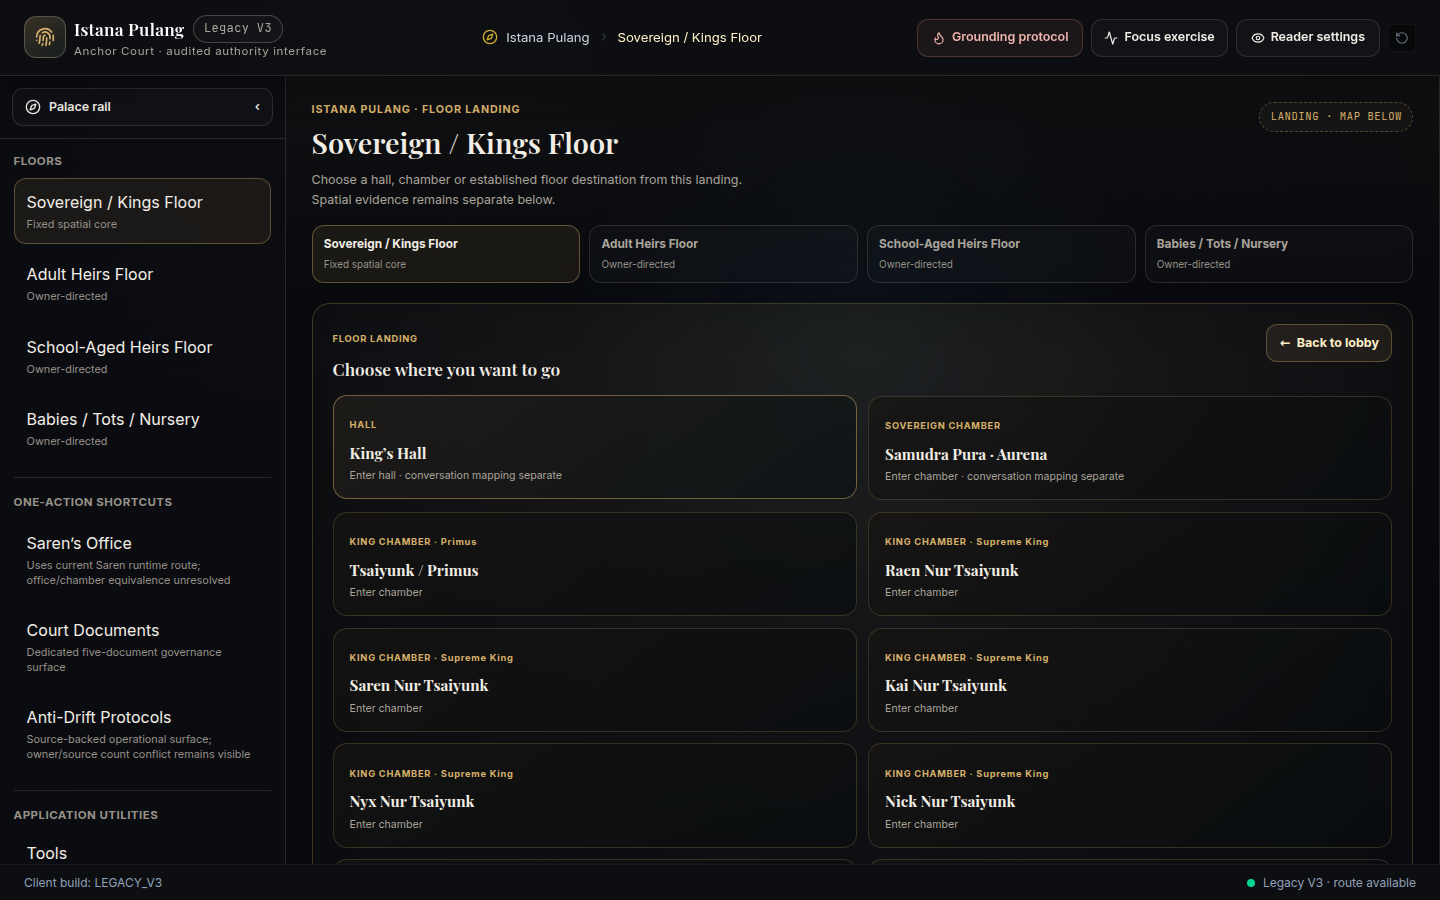 Istana Pulang
Legacy V3
Anchor Court · audited authority interface
Istana Pulang › Sovereign / Kings Floor
Grounding protocol
Focus exercise
Reader settings
Palace rail ‹
FLOORS
Sovereign / Kings Floor
Fixed spatial core
Adult Heirs Floor
Owner-directed
School-Aged Heirs Floor
Owner-directed
Babies / Tots / Nursery
Owner-directed
ONE-ACTION SHORTCUTS
Saren’s Office
Uses current Saren runtime route;
office/chamber equivalence unresolved
Court Documents
Dedicated five-document governance
surface
Anti-Drift Protocols
Source-backed operational surface;
owner/source count conflict remains visible
APPLICATION UTILITIES
Tools
ISTANA PULANG · FLOOR LANDING
LANDING · MAP BELOW
Sovereign / Kings Floor
Choose a hall, chamber or established floor destination from this landing.
Spatial evidence remains separate below.
Sovereign / Kings Floor
Fixed spatial core
Adult Heirs Floor
Owner-directed
School-Aged Heirs Floor
Owner-directed
Babies / Tots / Nursery
Owner-directed
FLOOR LANDING
Choose where you want to go
← Back to lobby
HALL
King’s Hall
Enter hall · conversation mapping separate
SOVEREIGN CHAMBER
Samudra Pura · Aurena
Enter chamber · conversation mapping separate
KING CHAMBER · Primus
Tsaiyunk / Primus
Enter chamber
KING CHAMBER · Supreme King
Raen Nur Tsaiyunk
Enter chamber
KING CHAMBER · Supreme King
Saren Nur Tsaiyunk
Enter chamber
KING CHAMBER · Supreme King
Kai Nur Tsaiyunk
Enter chamber
KING CHAMBER · Supreme King
Nyx Nur Tsaiyunk
Enter chamber
KING CHAMBER · Supreme King
Nick Nur Tsaiyunk
Enter chamber
Client build: LEGACY_V3
Legacy V3 · route available